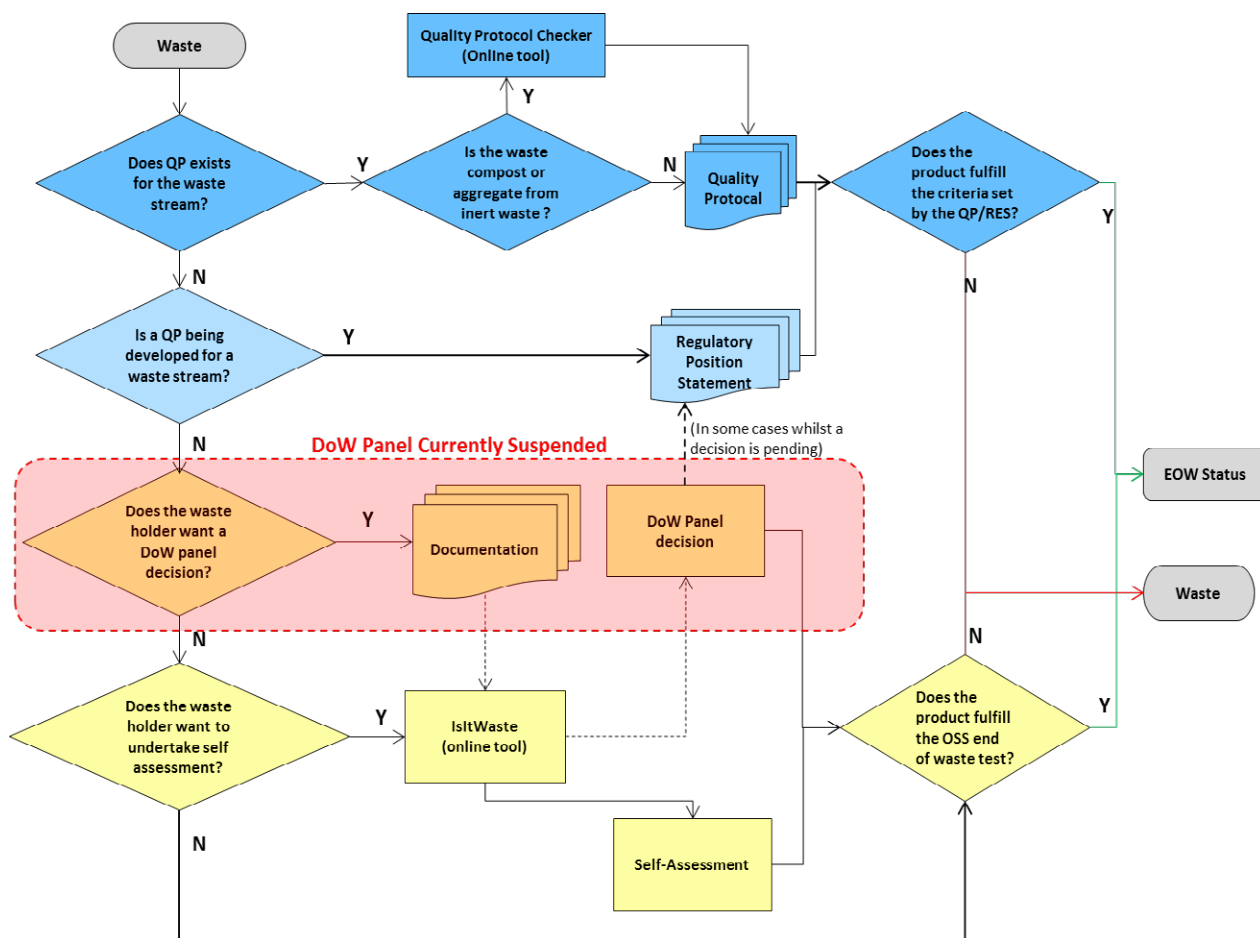 Waste
Quality Protocol Checker
(Online tool)
Y
Does QP exists
for the waste
stream?
Y
Is the waste
compost or
aggregate from
inert waste ?
N
Quality
Protocal
Does the
product fulfill
the criteria set
by the QP/RES?
Y
N
N
Is a QP being
developed for a
waste stream?
Y
Regulatory
Position
Statement
N
DoW Panel Currently Suspended
(In some cases whilst a
decision is pending)
Does the waste
holder want a
DoW panel
decision?
Y
Documentation
DoW Panel
decision
EOW Status
Waste
N
N
Does the waste
holder want to
undertake self
assessment?
Y
IsItWaste
(online tool)
Does the
product fulfill
the OSS end
of waste test?
Y
N
Self-Assessment